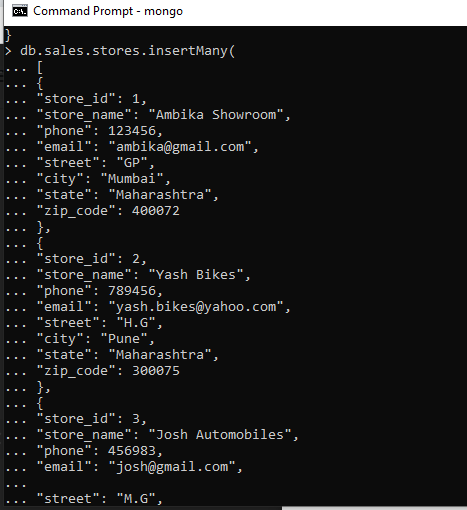 Command Prompt - mongo
}
> db.sales.stores.insertMany(
... [
... {
... "store_id": 1,
... "store_name": "Ambika Showroom",
... "phone": 123456,
... "email": "ambika@gmail.com",
... "street": "GP",
... "city": "Mumbai",
... "state": "Maharashtra",
... "zip_code": 400072
... },
... {
... "store_id": 2,
... "store_name": "Yash Bikes",
... "phone": 789456,
... "email": "yash.bikes@yahoo.com",
... "street": "H.G",
... "city": "Pune",
... "state": "Maharashtra",
... "zip_code": 300075
... },
... {
... "store_id": 3,
... "store_name": "Josh Automobiles",
... "phone": 456983,
... "email": "josh@gmail.com",
...
... "street": "M.G",